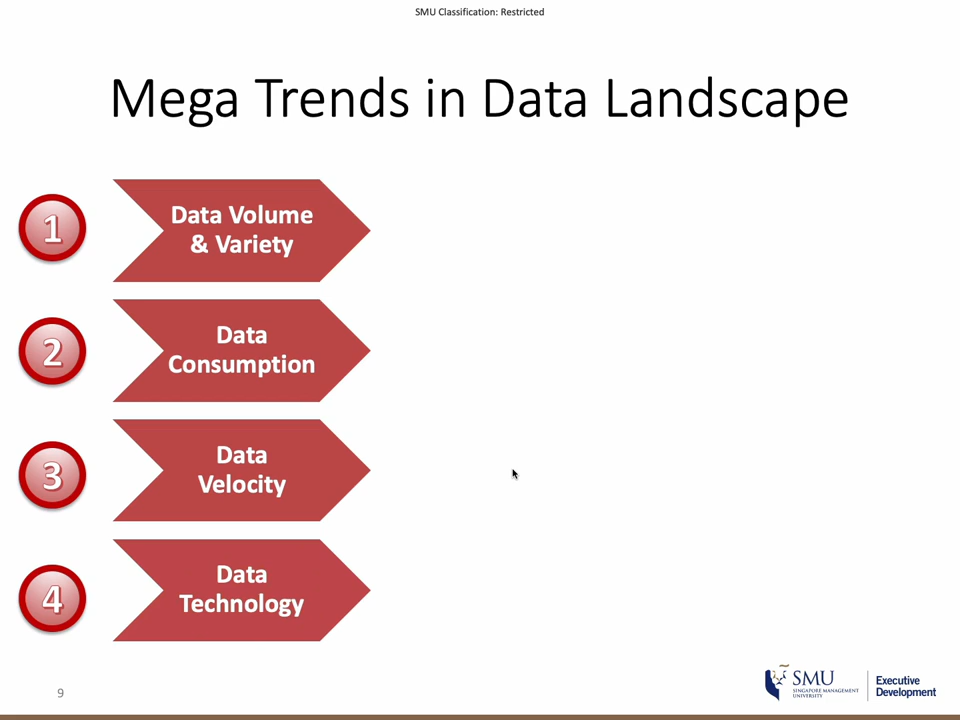 SMU Classification: Restricted
Mega Trends in Data Landscape
1
Data Volume
& Variety
2
Data
Consumption
3
Data
Velocity
4
Data
Technology
9
SMU
SINGAPORE MANAGEMENT
UNIVERSITY
Executive
Development